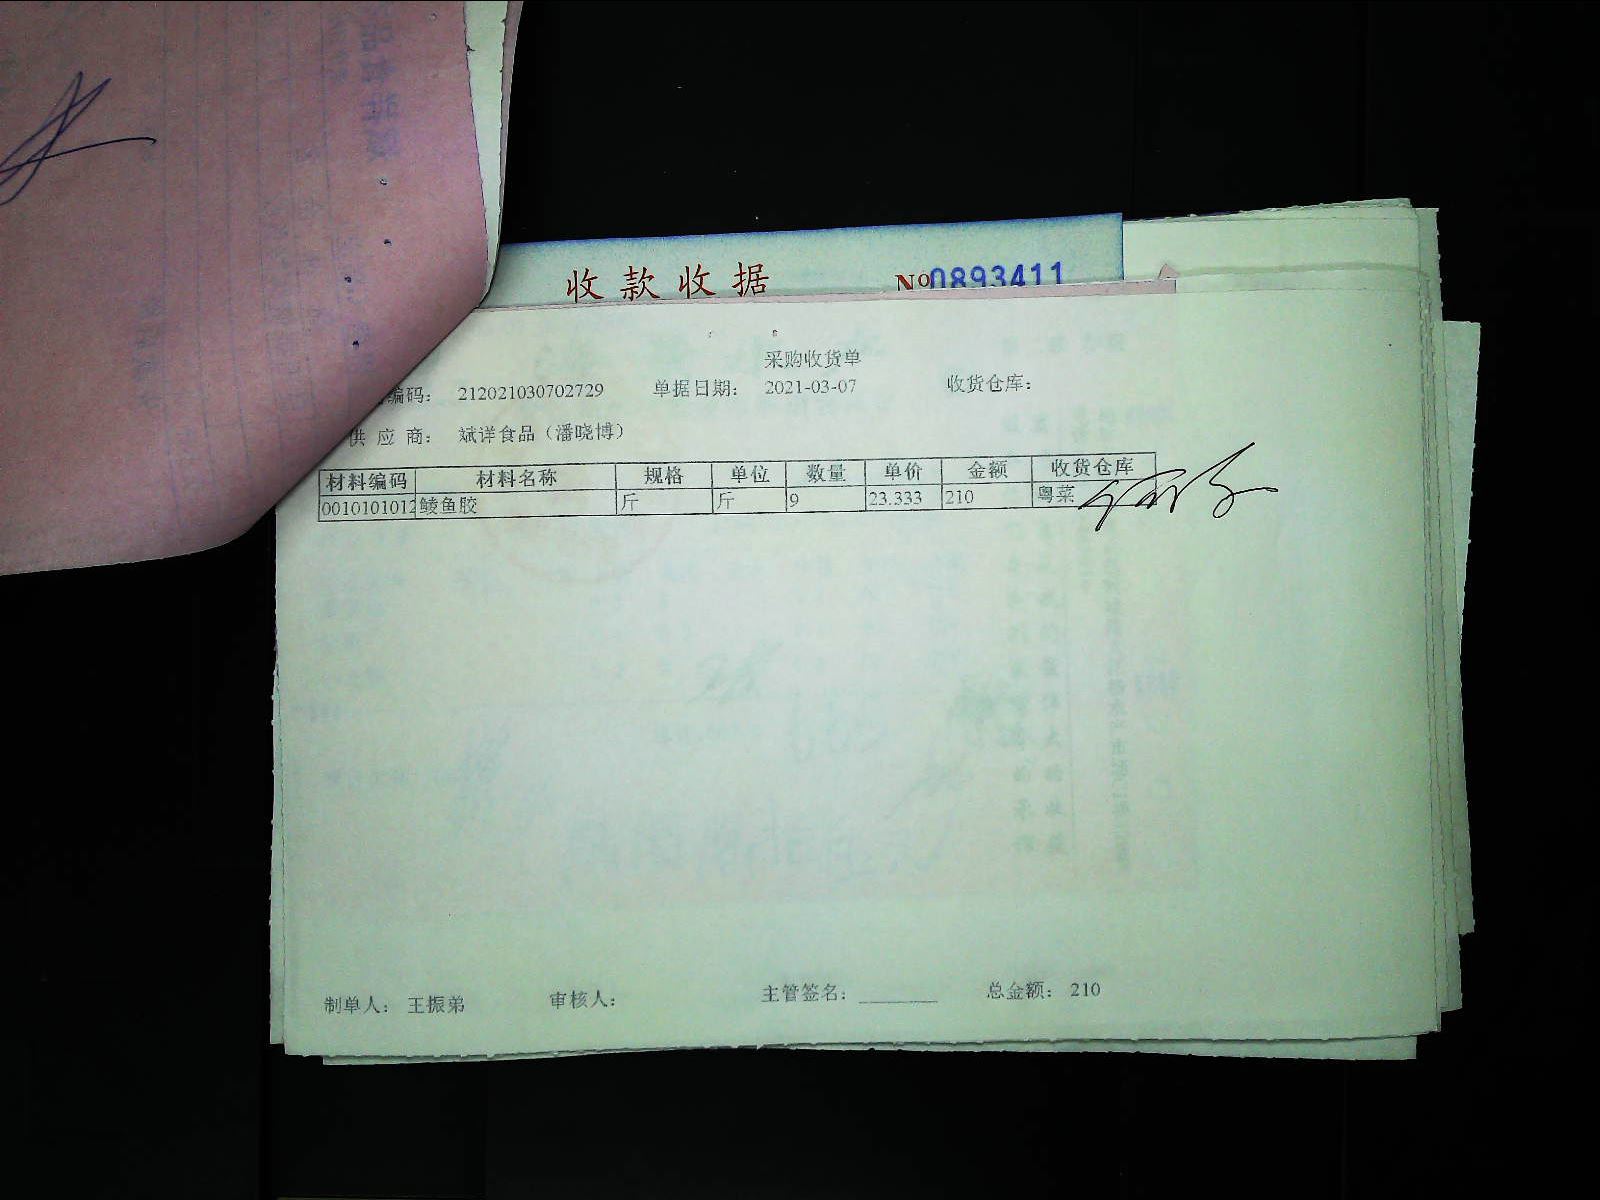 收款收据 №0893411
采购收货单
编码： 212021030702729 单据日期： 2021-03-07 收货仓库：
供 应 商： 斌详食品（潘晓博）
材料编码 材料名称 规格 单位 数量 单价 金额 收货仓库
0010101012 鲮鱼胶 斤 斤 9 23.333 210 粤菜
制单人： 王振弟 审核人： 主管签名： 总金额： 210